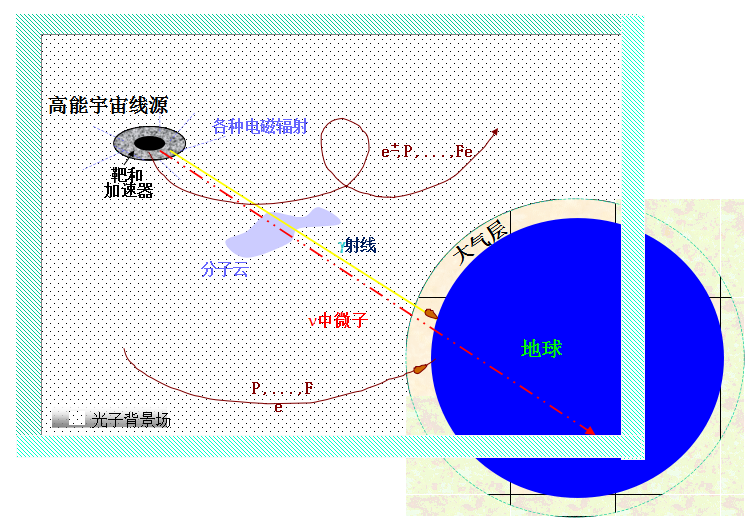 高能宇宙线源
各种电磁辐射
e±,P,...,Fe
靶和
加速器
大气层
γ射线
分子云
ν中微子
地球
P,...,F
e
光子背景场